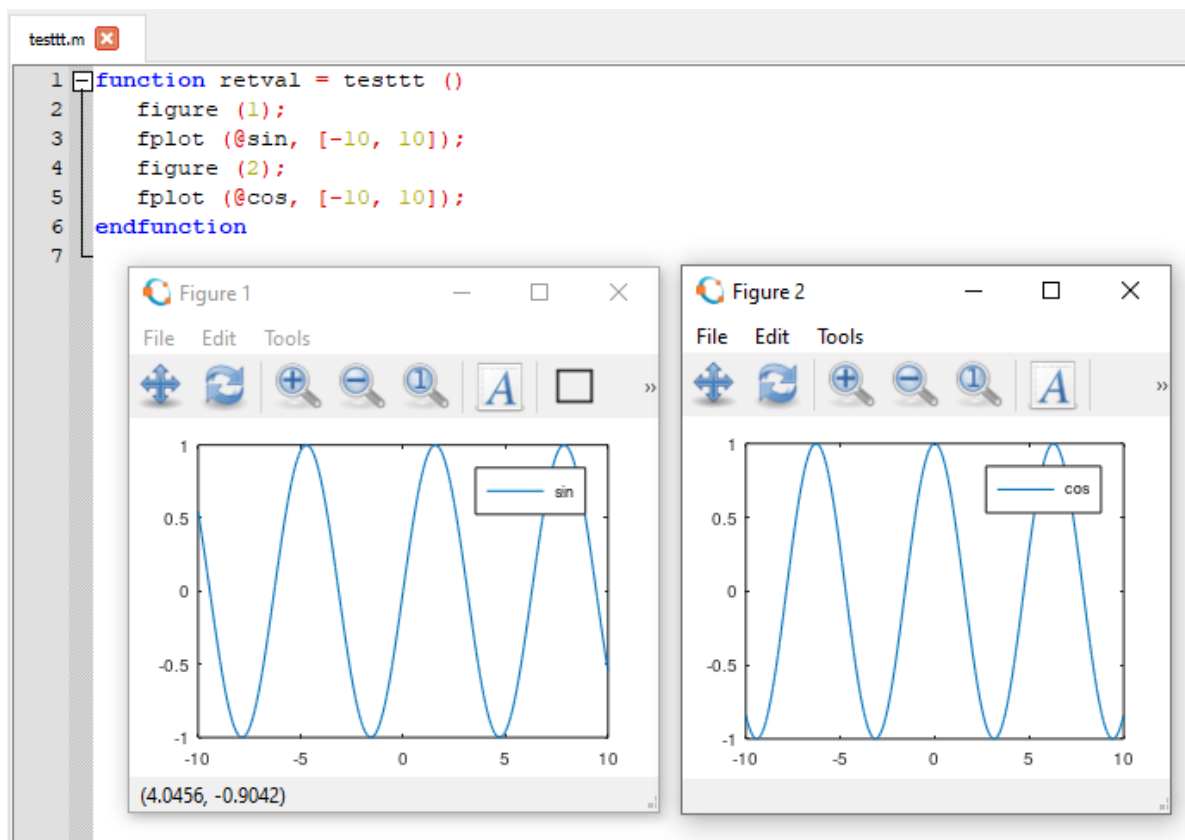 testtt.m
1 function retval = testtt ()
2 figure (1);
3 fplot (@sin, [-10, 10]);
4 figure (2);
5 fplot (@cos, [-10, 10]);
6 endfunction
7
Figure 1
File Edit Tools
1 A »
1
0.5
0
-0.5
-1
-10 -5 0 5 10
sin
(4.0456, -0.9042)
Figure 2
File Edit Tools
1 A »
1
0.5
0
-0.5
-1
-10 -5 0 5 10
cos